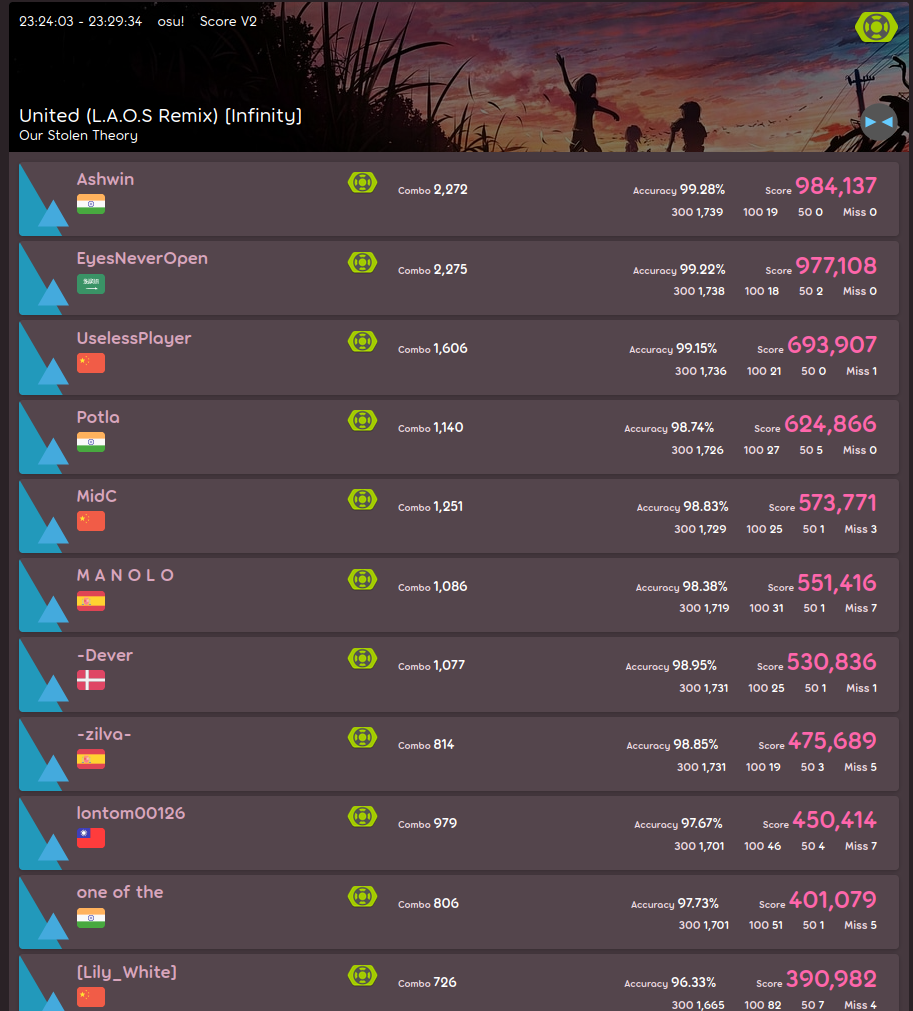 23:24:03 - 23:29:34 osu! Score V2
United (L.A.O.S Remix) [Infinity]
Our Stolen Theory
Ashwin
Combo 2,272 Accuracy 99.28% Score 984,137
300 1,739 100 19 50 0 Miss 0
EyesNeverOpen
Combo 2,275 Accuracy 99.22% Score 977,108
300 1,738 100 18 50 2 Miss 0
UselessPlayer
Combo 1,606 Accuracy 99.15% Score 693,907
300 1,736 100 21 50 0 Miss 1
Potla
Combo 1,140 Accuracy 98.74% Score 624,866
300 1,726 100 27 50 5 Miss 0
MidC
Combo 1,251 Accuracy 98.83% Score 573,771
300 1,729 100 25 50 1 Miss 3
M A N O L O
Combo 1,086 Accuracy 98.38% Score 551,416
300 1,719 100 31 50 1 Miss 7
-Dever
Combo 1,077 Accuracy 98.95% Score 530,836
300 1,731 100 25 50 1 Miss 1
-zilva-
Combo 814 Accuracy 98.85% Score 475,689
300 1,731 100 19 50 3 Miss 5
lontom00126
Combo 979 Accuracy 97.67% Score 450,414
300 1,701 100 46 50 4 Miss 7
one of the
Combo 806 Accuracy 97.73% Score 401,079
300 1,701 100 51 50 1 Miss 5
[Lily_White]
Combo 726 Accuracy 96.33% Score 390,982
300 1,665 100 82 50 7 Miss 4